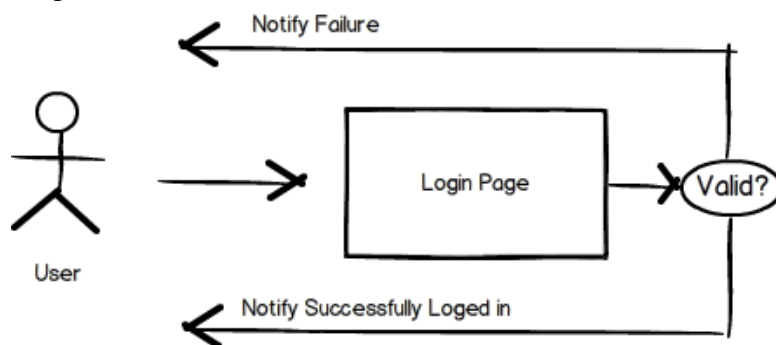 Notify Failure
Login Page
Valid?
User
Notify Successfully Loged in